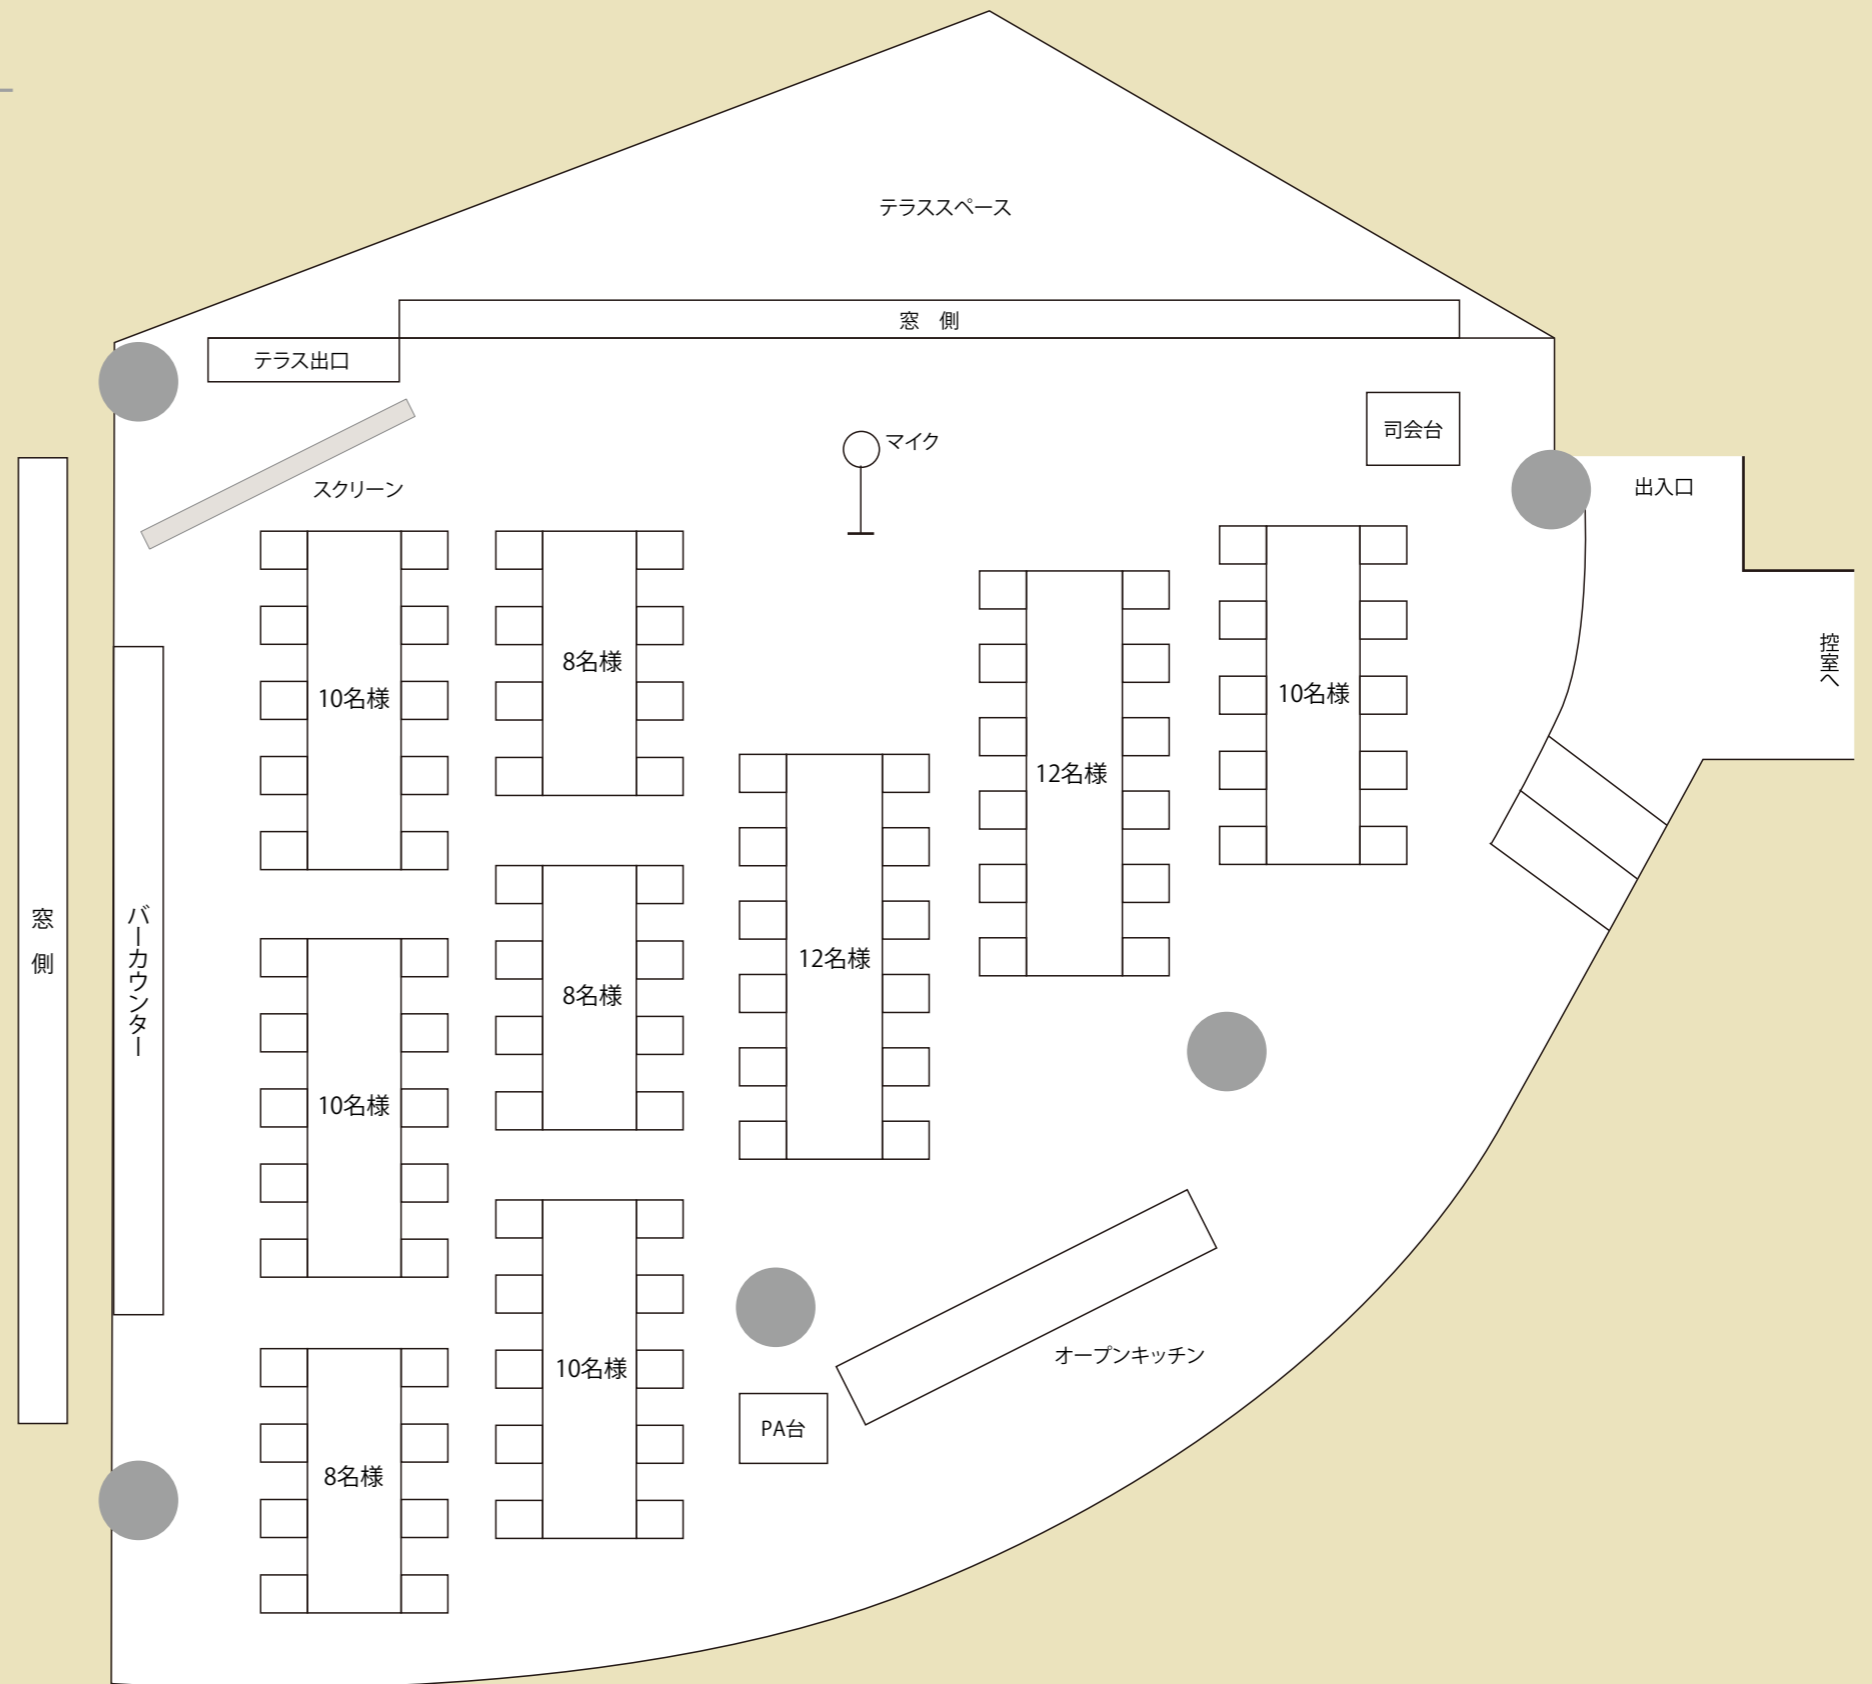 テラススペース
窓　側
テラス出口
司会台
マイク
スクリーン
出入口
控室へ
10名様
8名様
12名様
10名様
窓　側
バーカウンター
10名様
8名様
12名様
8名様
10名様
オープンキッチン
PA台